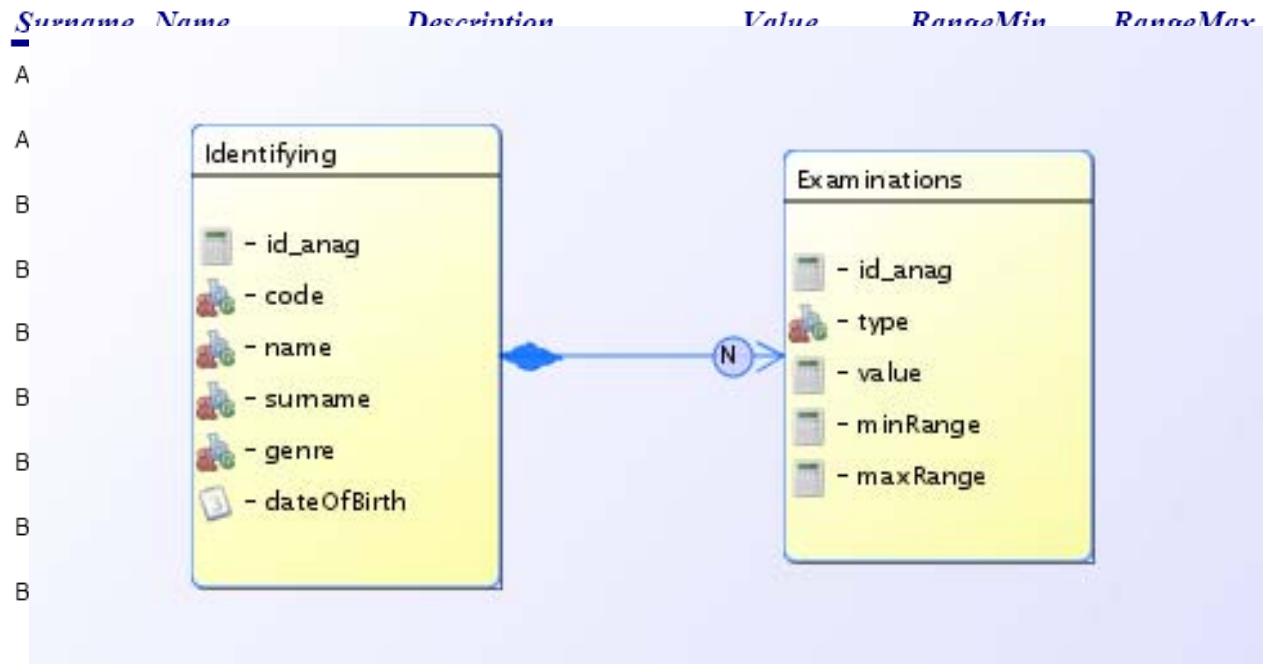 Surname Name Description Value RangeMin RangeMax
A
A
B
B
B
B
B
B
B
Identifying
- id_anag
- code
- name
- surname
- genre
- dateOfBirth
N
Examinations
- id_anag
- type
- value
- minRange
- maxRange